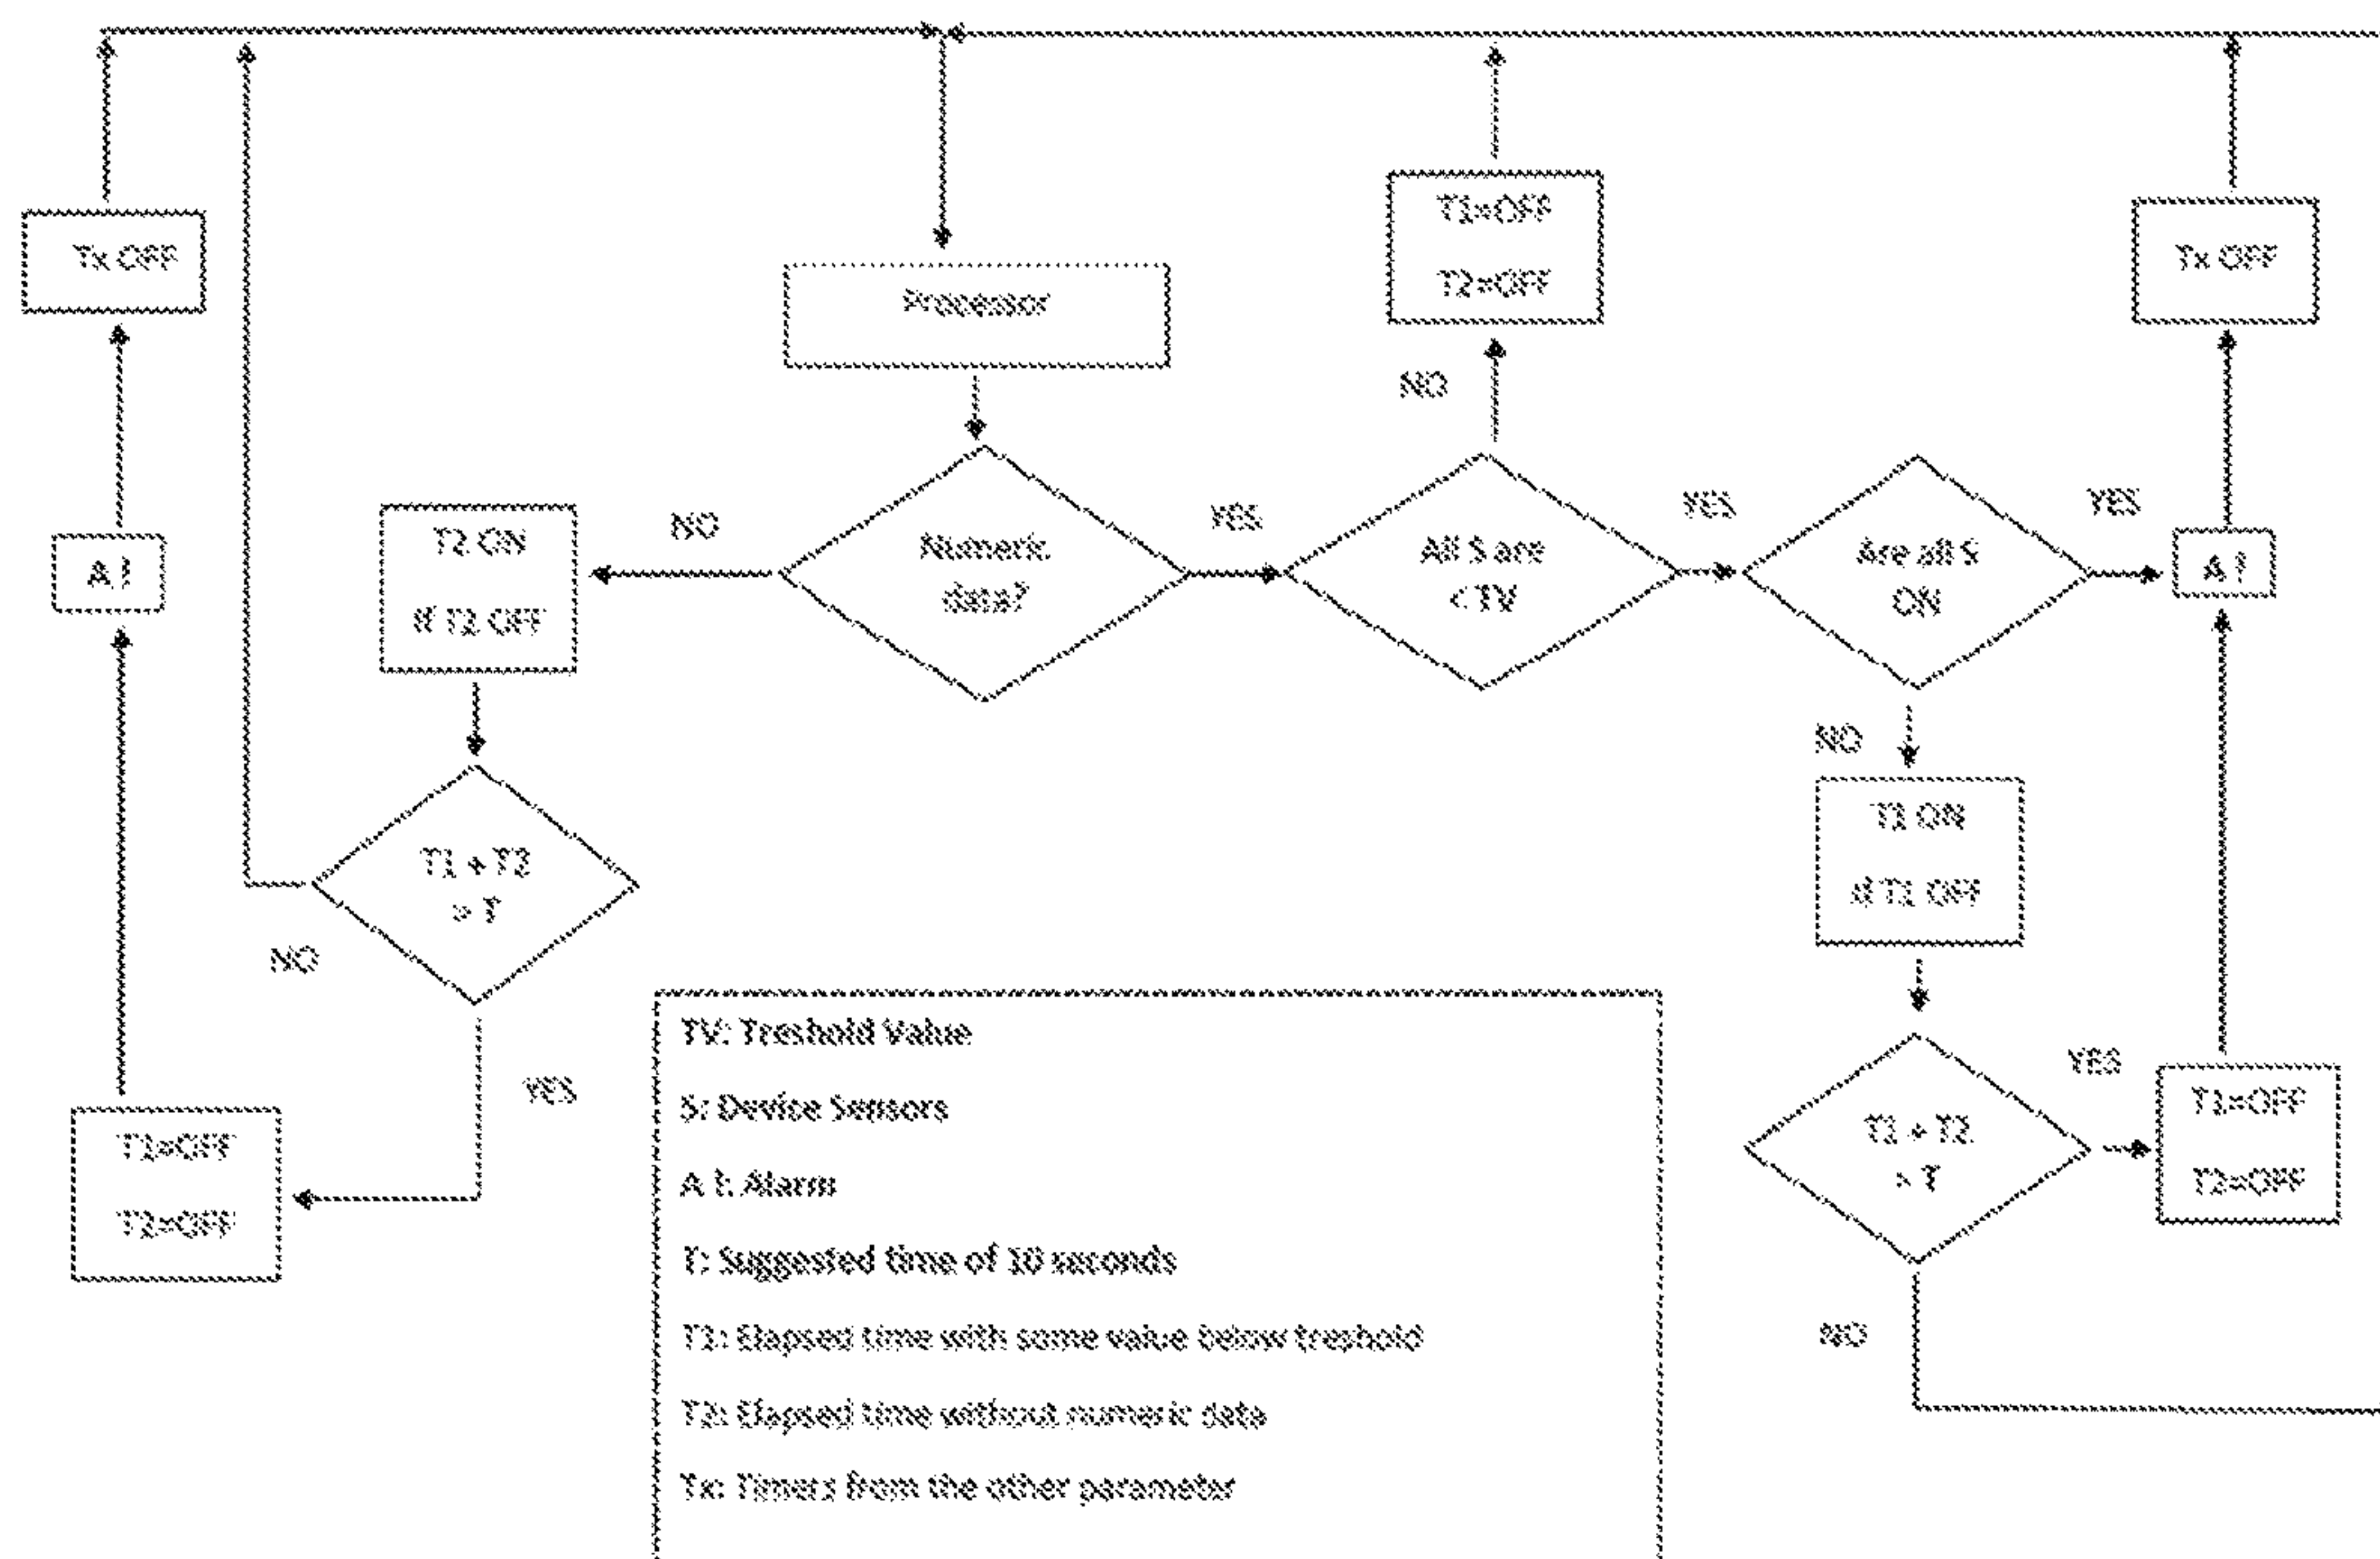 Tx OFF
Processor
T1=OFF
T2=OFF
Tx OFF
NO
A !
T2 ON
If T2 OFF
NO
Numeric
data?
YES
All S are
< TV
YES
Are all S
ON
YES
A !
NO
T1 ON
if T1 OFF
T1 + T2
> T
NO
YES
T1=OFF
T2=OFF
T1 + T2
> T
YES
T1=OFF
T2=OFF
NO
TV: Treshold Value
S: Device Sensors
A !: Alarm
T: Suggested time of 10 seconds
T1: Elapsed time with some value below treshold
T2: Elapsed time without numeric data
Tx: Timers from the other parameter